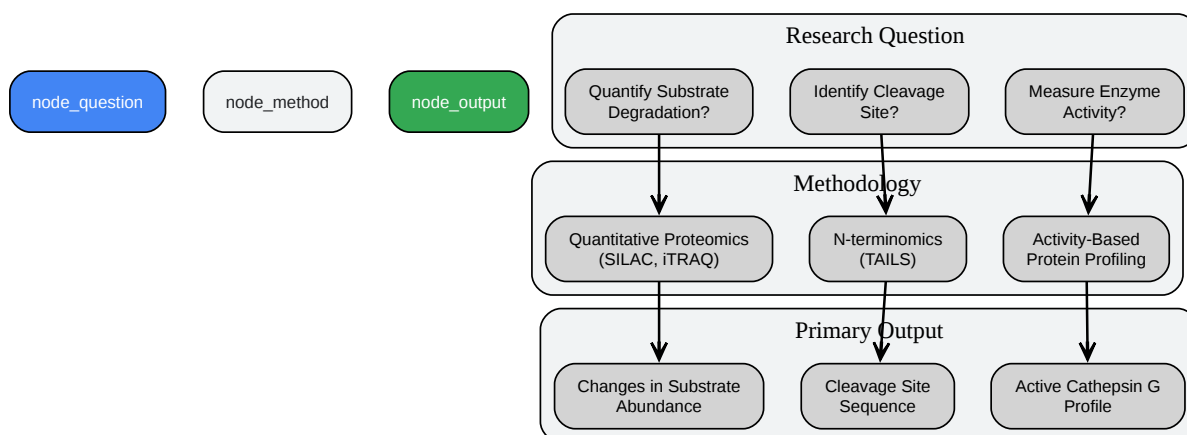 node_question
node_method
node_output
Research Question
Quantify Substrate
Degradation?
Identify Cleavage
Site?
Measure Enzyme
Activity?
Methodology
Quantitative Proteomics
(SILAC, iTRAQ)
N-terminomics
(TAILS)
Activity-Based
Protein Profiling
Primary Output
Changes in Substrate
Abundance
Cleavage Site
Sequence
Active Cathepsin G
Profile